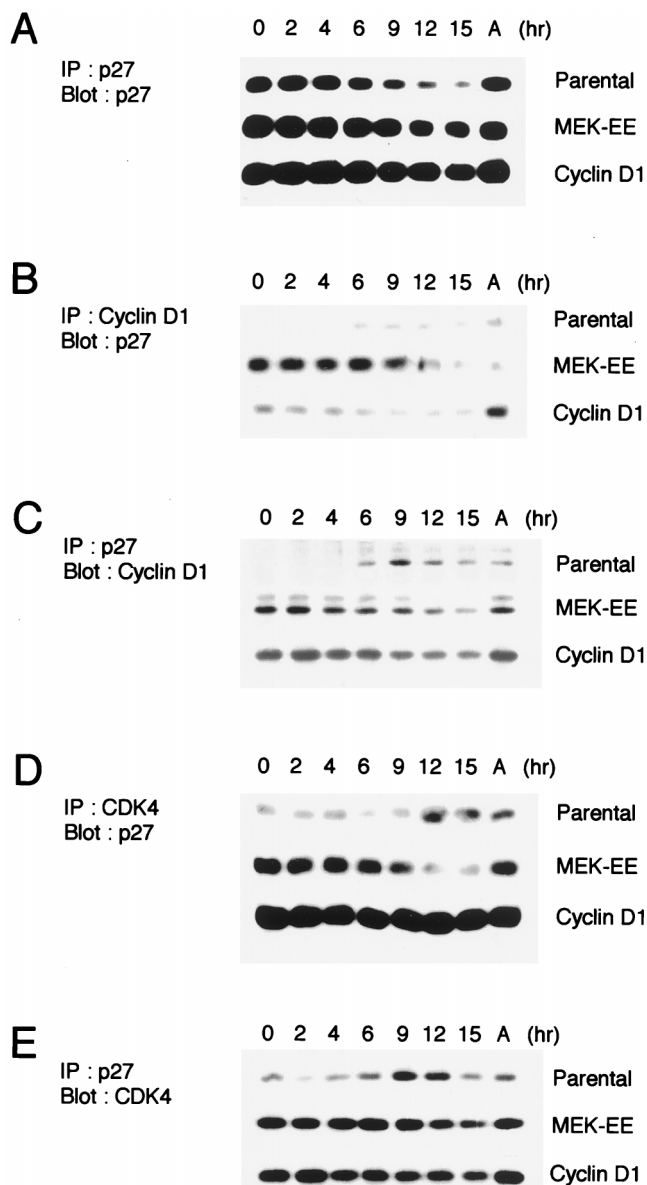 A
0 2 4 6 9 12 15 A (hr)
IP : p27
Blot : p27
Parental
MEK-EE
Cyclin D1
B
0 2 4 6 9 12 15 A (hr)
IP : Cyclin D1
Blot : p27
Parental
MEK-EE
Cyclin D1
C
0 2 4 6 9 12 15 A (hr)
IP : p27
Blot : Cyclin D1
Parental
MEK-EE
Cyclin D1
D
0 2 4 6 9 12 15 A (hr)
IP : CDK4
Blot : p27
Parental
MEK-EE
Cyclin D1
E
0 2 4 6 9 12 15 A (hr)
IP : p27
Blot : CDK4
Parental
MEK-EE
Cyclin D1